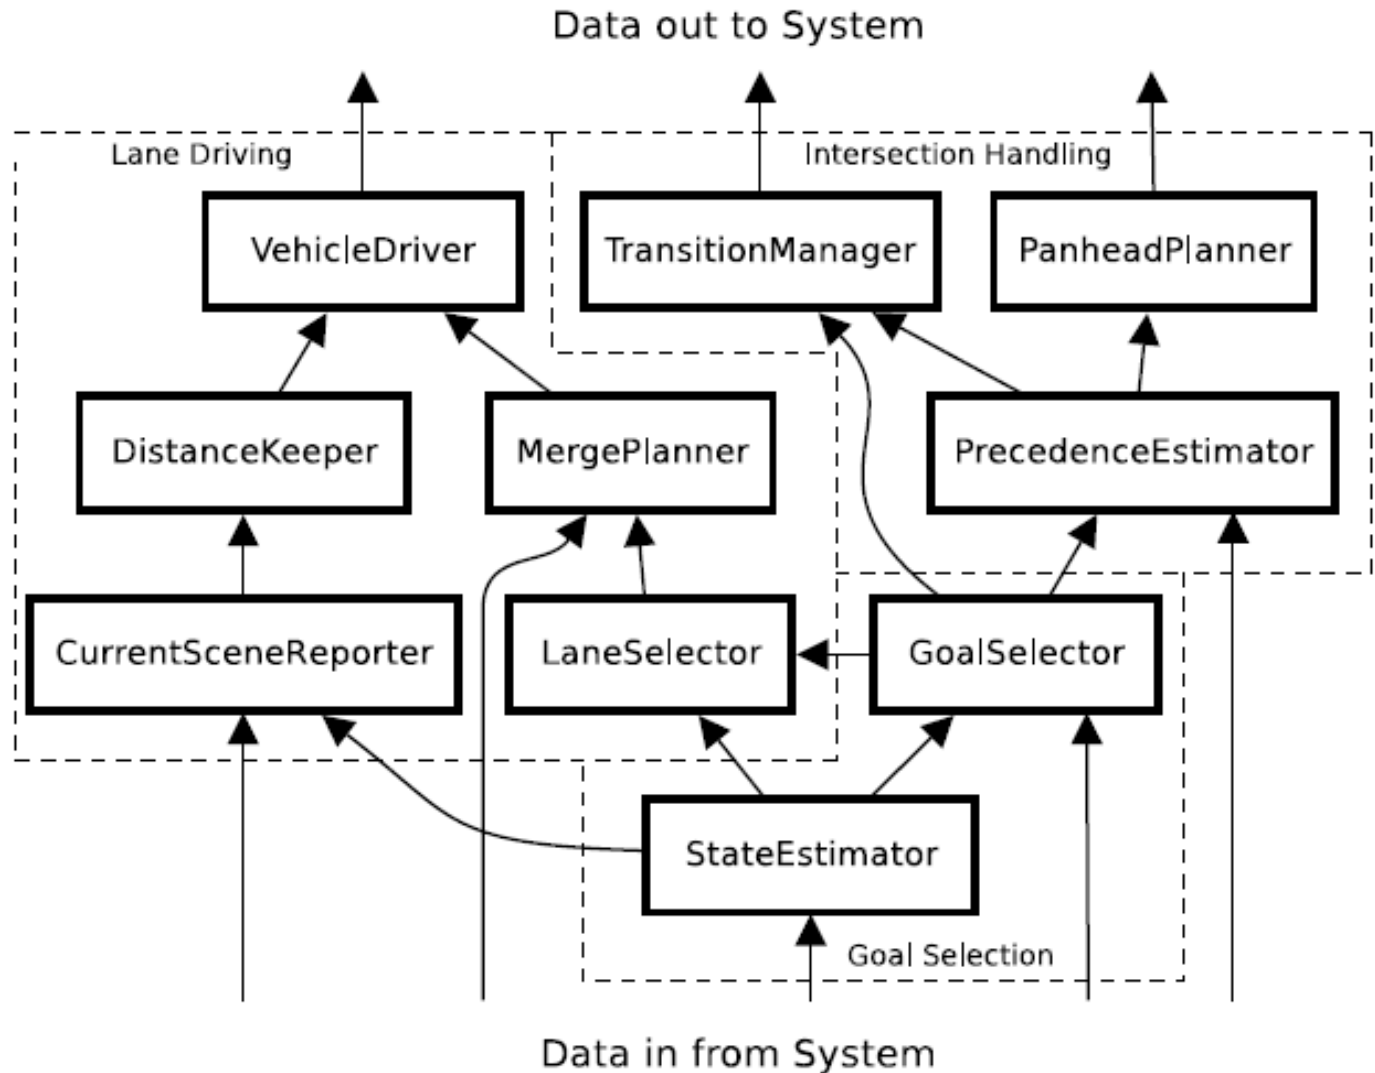 Data out to System
Lane Driving
Intersection Handling
VehicleDriver
TransitionManager
PanheadPlanner
DistanceKeeper
MergePlanner
PrecedenceEstimator
CurrentSceneReporter
LaneSelector
GoalSelector
StateEstimator
Goal Selection
Data in from System